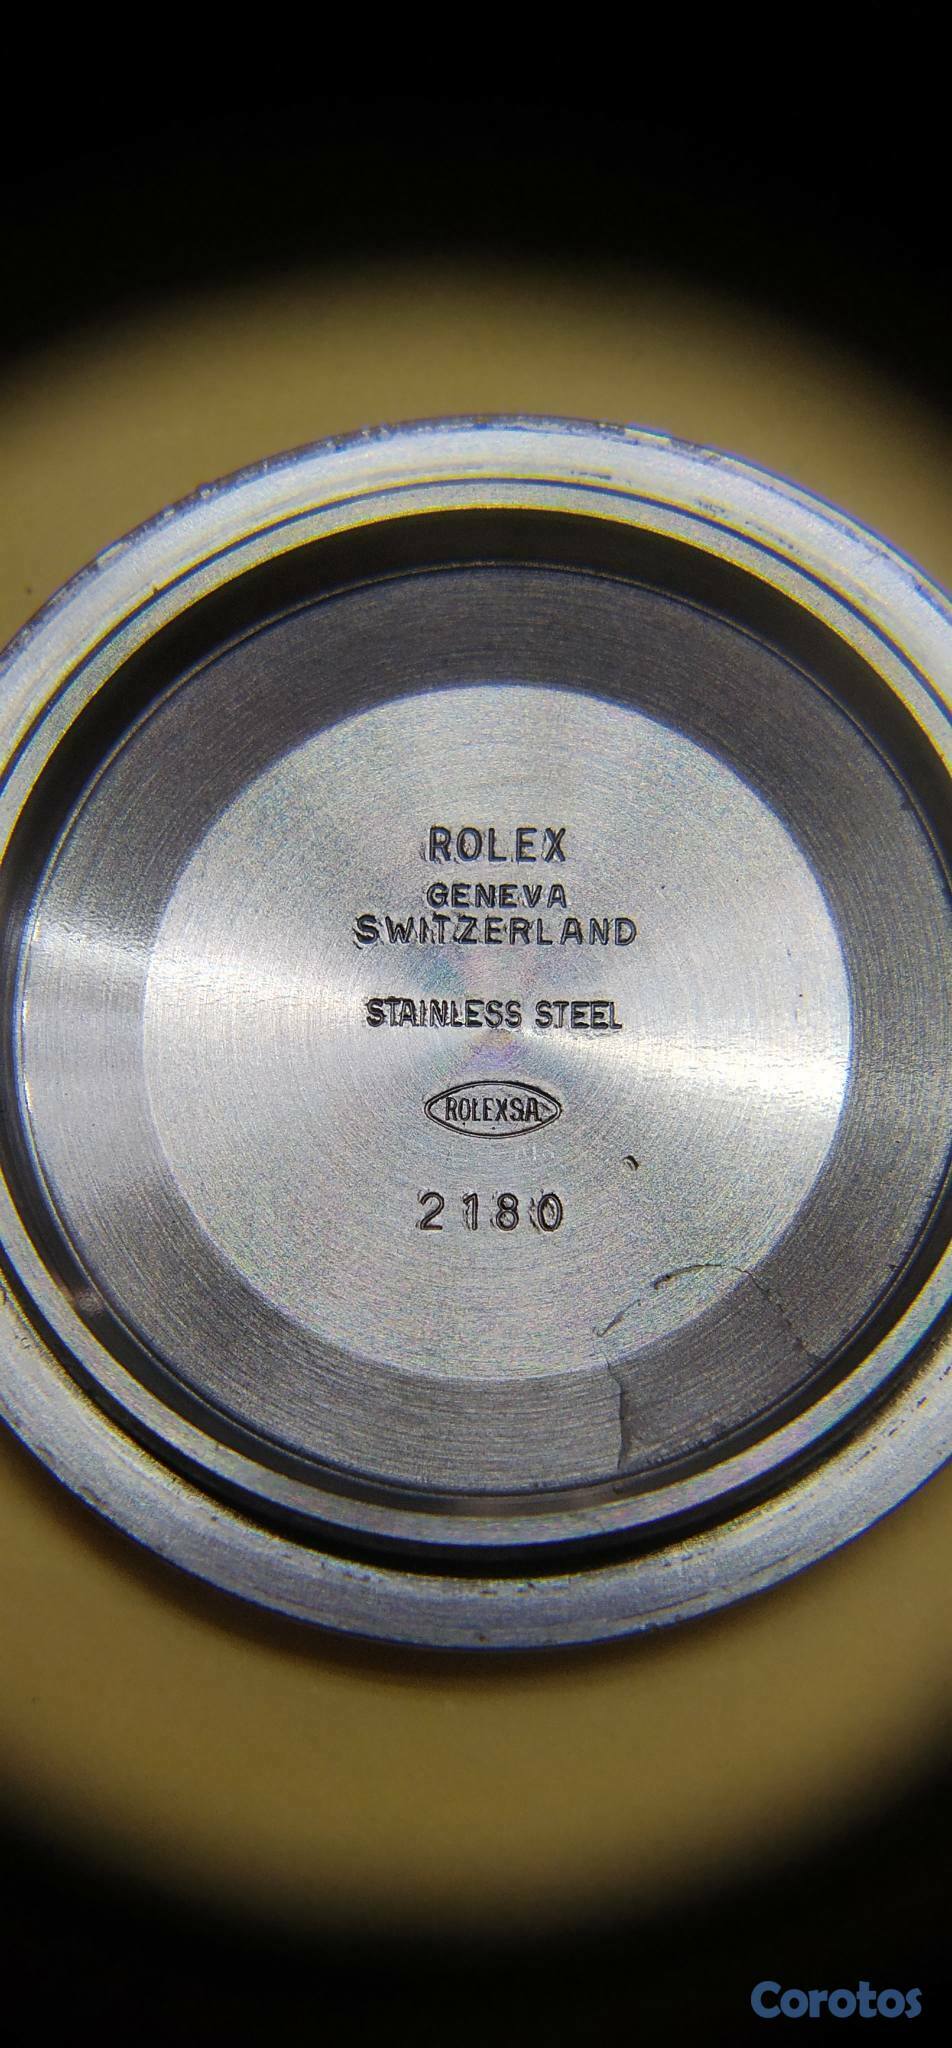 ROLEX
GENEVA
SWITZERLAND
STAINLESS STEEL
ROLEXSA
2180
Corotos